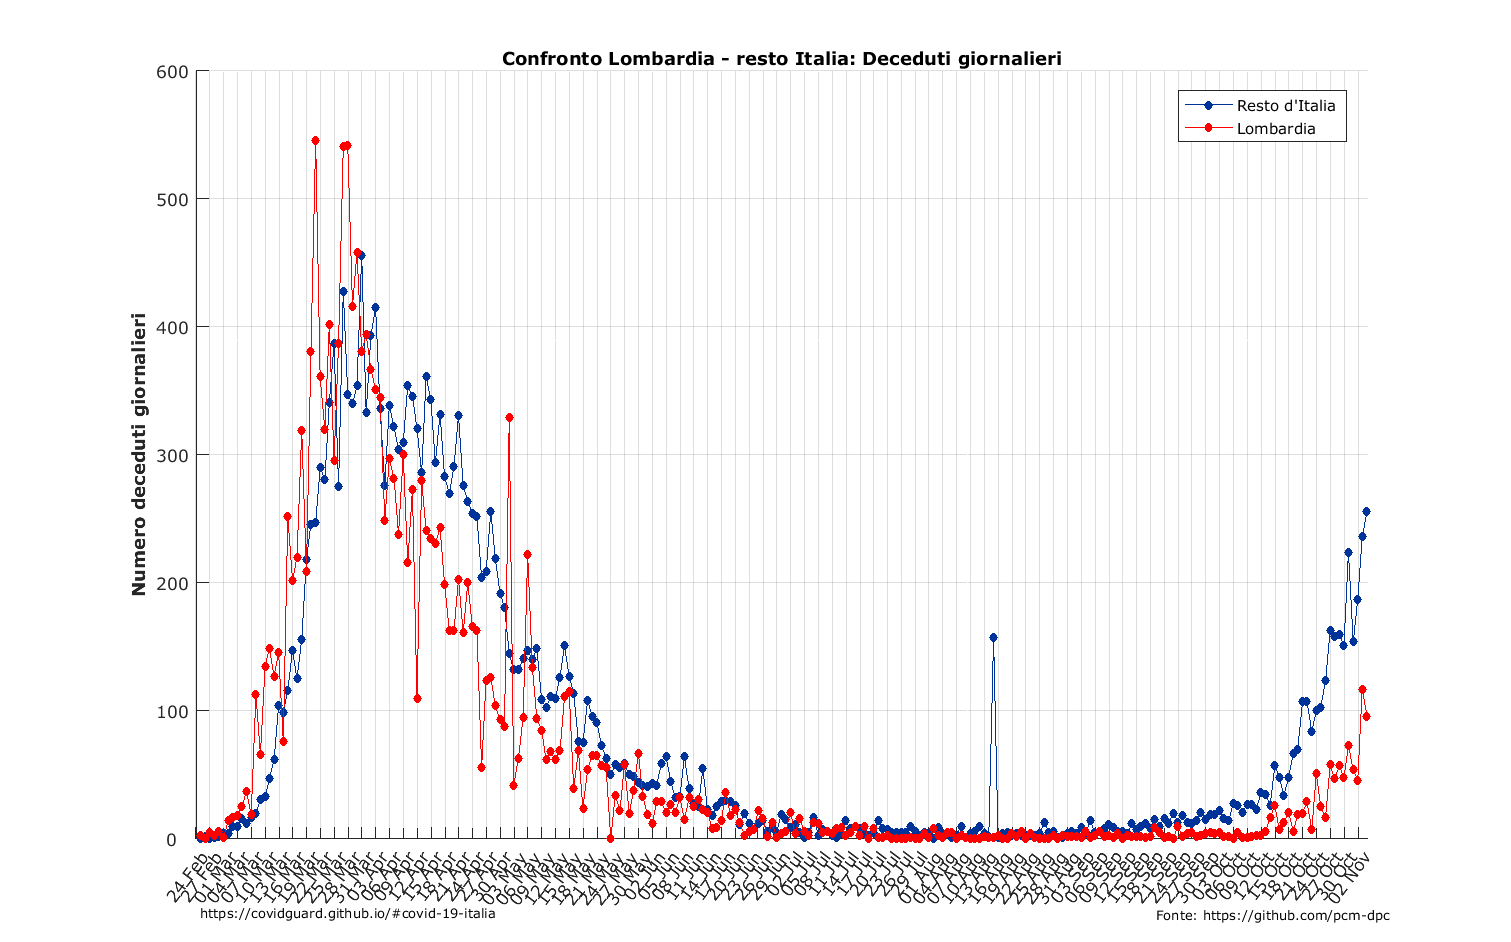 Confronto Lombardia - resto Italia: Deceduti giornalieri
Resto d'Italia
Lombardia
Numero deceduti giornalieri
600
500
400
300
200
100
0
24 Feb
27 Feb
01 Mar
04 Mar
07 Mar
10 Mar
13 Mar
16 Mar
19 Mar
22 Mar
25 Mar
28 Mar
31 Mar
03 Apr
06 Apr
09 Apr
12 Apr
15 Apr
18 Apr
21 Apr
24 Apr
27 Apr
30 Apr
03 May
06 May
09 May
12 May
15 May
18 May
21 May
24 May
27 May
30 May
02 Jun
05 Jun
08 Jun
11 Jun
14 Jun
17 Jun
20 Jun
23 Jun
26 Jun
29 Jun
02 Jul
05 Jul
08 Jul
11 Jul
14 Jul
17 Jul
20 Jul
23 Jul
26 Jul
29 Jul
01 Aug
04 Aug
07 Aug
10 Aug
13 Aug
16 Aug
19 Aug
22 Aug
25 Aug
28 Aug
31 Aug
03 Sep
06 Sep
09 Sep
12 Sep
15 Sep
18 Sep
21 Sep
24 Sep
27 Sep
30 Sep
03 Oct
06 Oct
09 Oct
12 Oct
15 Oct
18 Oct
21 Oct
24 Oct
27 Oct
30 Oct
02 Nov
https://covidguard.github.io/#covid-19-italia
Fonte: https://github.com/pcm-dpc